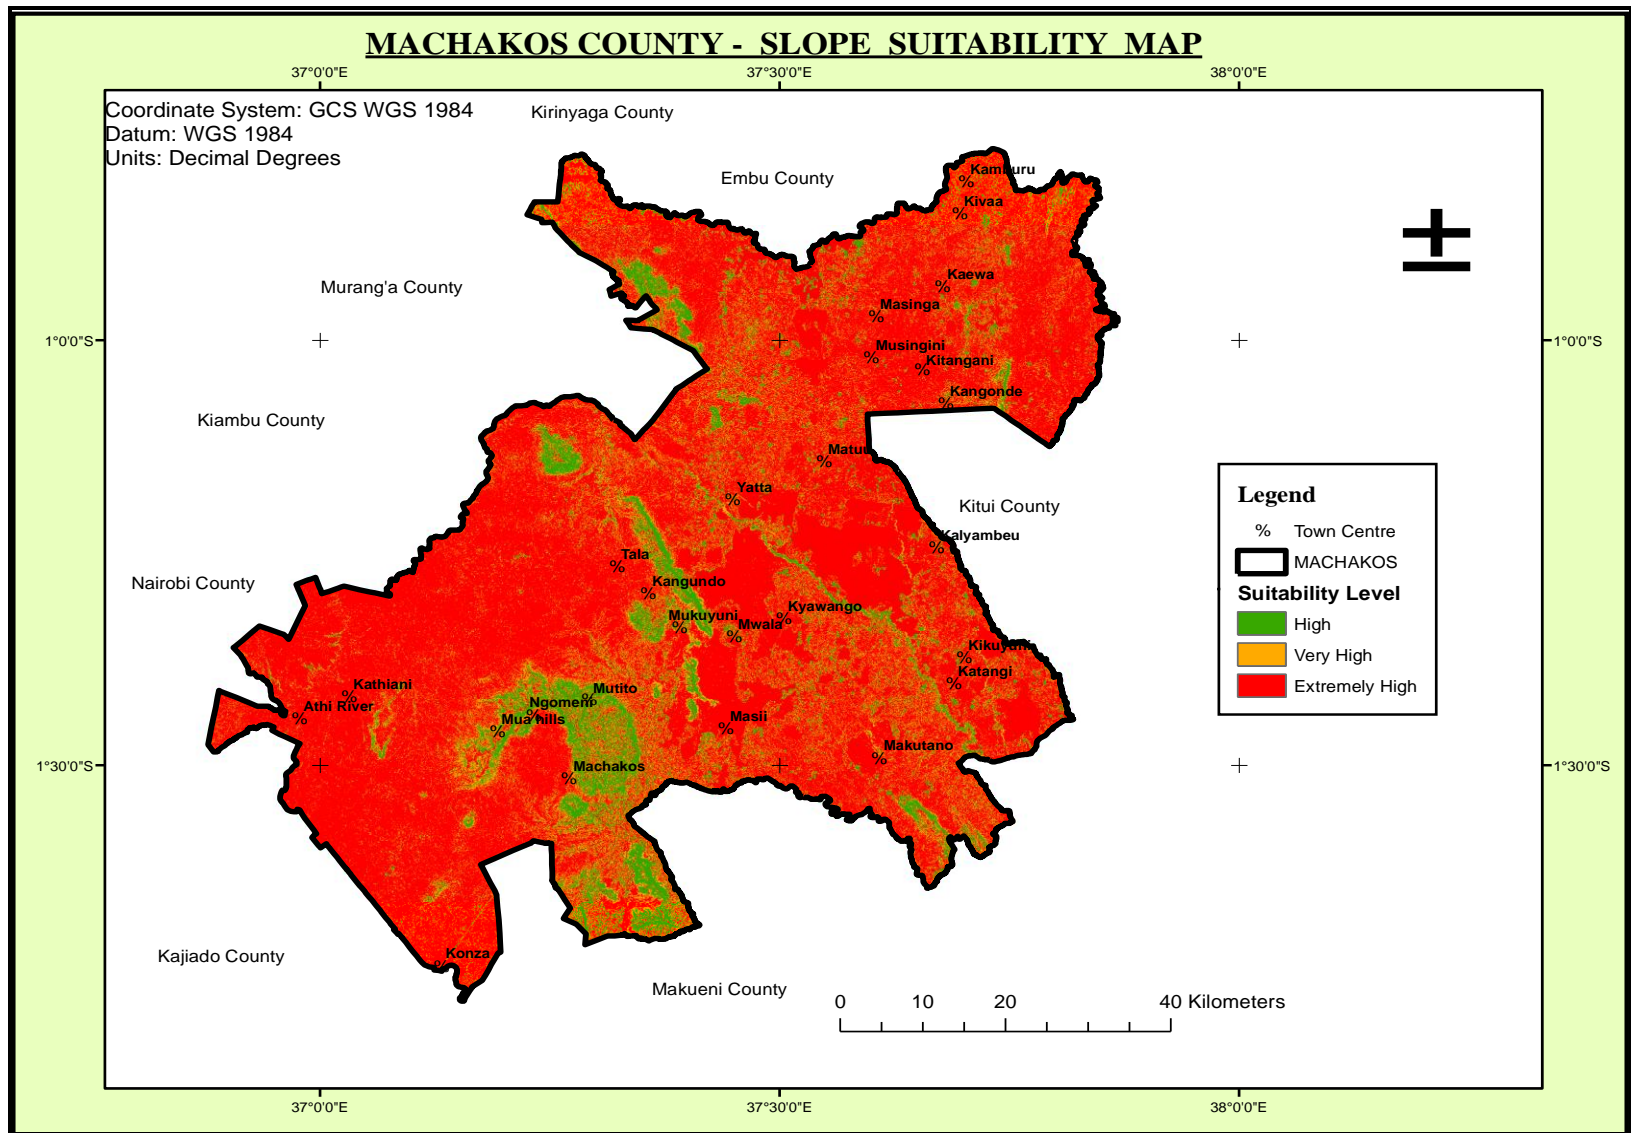 MACHAKOS COUNTY - SLOPE SUITABILITY MAP
37°0'0"E
37°30'0"E
38°0'0"E
Coordinate System: GCS WGS 1984
Datum: WGS 1984
Units: Decimal Degrees
Kirinyaga County
Embu County
Kamburu
%
Kivaa
%
Murang'a County
Kaewa
%
Masinga
%
1°0'0"S
1°0'0"S
Musingini
%
Kitangani
%
Kangonde
%
Kiambu County
Matuu
%
Yatta
%
Kitui County
Kalyambeu
%
Tala
%
Nairobi County
Kangundo
%
Kyawango
%
Mukuyuni
%
Mwala
%
Kikuyuni
%
Katangi
%
Kathiani
%
Mutito
%
Athi River
%
Ngomeni
%
Mua hills
%
Masii
%
Makutano
%
Machakos
%
1°30'0"S
1°30'0"S
Legend
% Town Centre
MACHAKOS
Suitability Level
High
Very High
Extremely High
Konza
%
Kajiado County
Makueni County
0 10 20 40 Kilometers
37°0'0"E
37°30'0"E
38°0'0"E